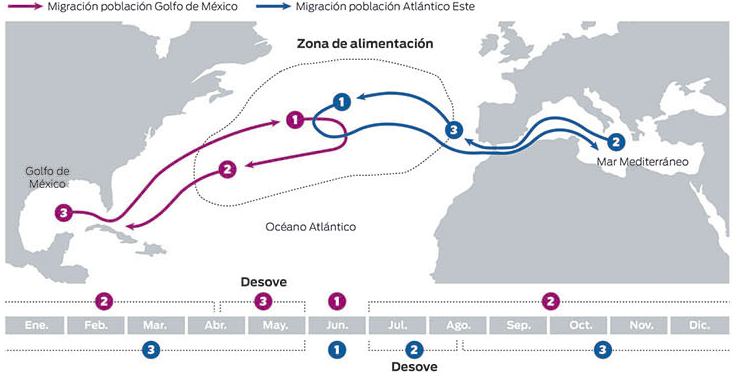 Migración población Golfo de México
Migración población Atlántico Este
Zona de alimentación
1
1
3
2
2
Mar Mediterráneo
Golfo de
México
3
Océano Atlántico
Desove
2
3
1
2
Ene.
Feb.
Mar.
Abr.
May.
Jun.
Jul.
Ago.
Sep.
Oct.
Nov.
Dic.
3
1
2
3
Desove